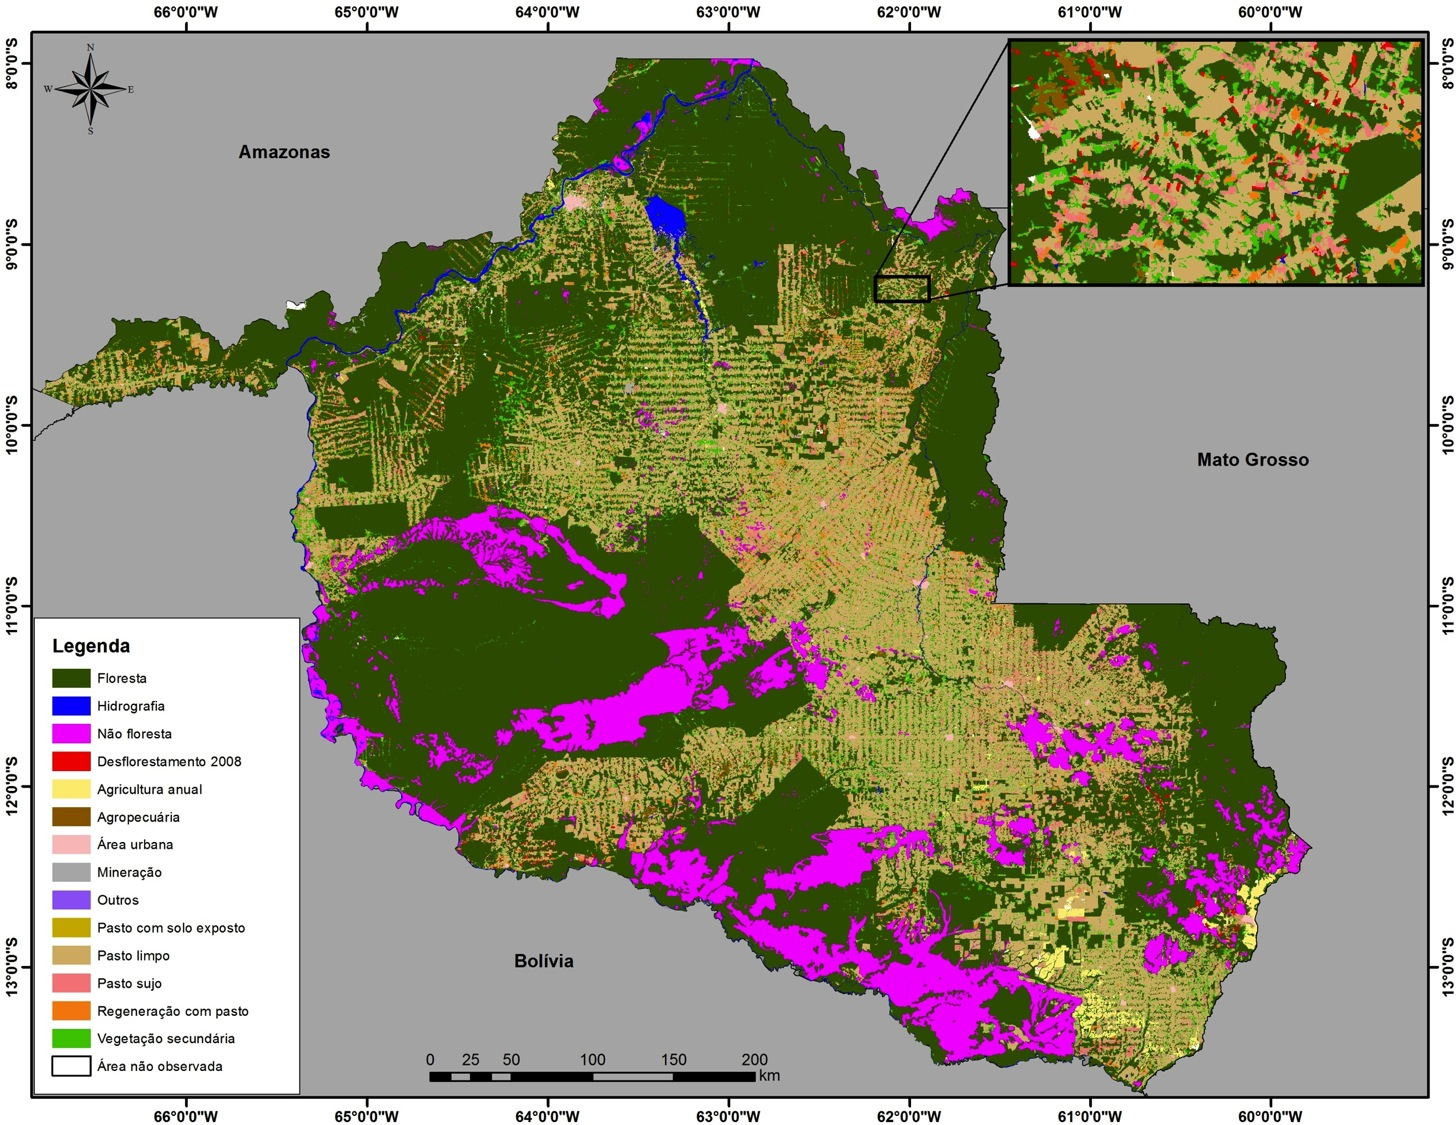 66°0'0"W 65°0'0"W 64°0'0"W 63°0'0"W 62°0'0"W 61°0'0"W 60°0'0"W
8°0'0"S
9°0'0"S
10°0'0"S
11°0'0"S
12°0'0"S
13°0'0"S
N
W E
S
Amazonas
Mato Grosso
Bolívia
Legenda
Floresta
Hidrografia
Não floresta
Desflorestamento 2008
Agricultura anual
Agropecuária
Área urbana
Mineração
Outros
Pasto com solo exposto
Pasto limpo
Pasto sujo
Regeneração com pasto
Vegetação secundária
Área não observada
0 25 50 100 150 200
km
8°0'0"S
9°0'0"S
10°0'0"S
11°0'0"S
12°0'0"S
13°0'0"S
66°0'0"W 65°0'0"W 64°0'0"W 63°0'0"W 62°0'0"W 61°0'0"W 60°0'0"W